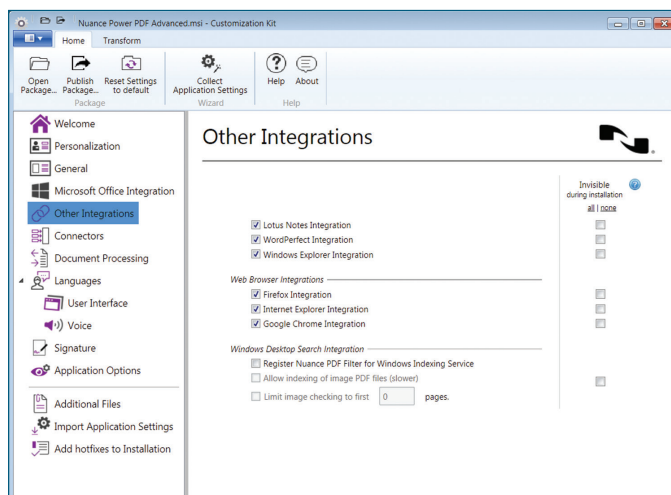 Nuance Power PDF Advanced.msi - Customization Kit
Home Transform
Open Package...
Publish Package...
Reset Settings to default
Collect Application Settings
Help
About
Package
Wizard
Help
Welcome
Personalization
General
Microsoft Office Integration
Other Integrations
Connectors
Document Processing
Languages
User Interface
Voice
Signature
Application Options
Additional Files
Import Application Settings
Add hotfixes to Installation
Other Integrations
Invisible
during installation
all | none
Lotus Notes Integration
WordPerfect Integration
Windows Explorer Integration
Web Browser Integrations
Firefox Integration
Internet Explorer Integration
Google Chrome Integration
Windows Desktop Search Integration
Register Nuance PDF Filter for Windows Indexing Service
Allow indexing of image PDF files (slower)
Limit image checking to first 0 pages.